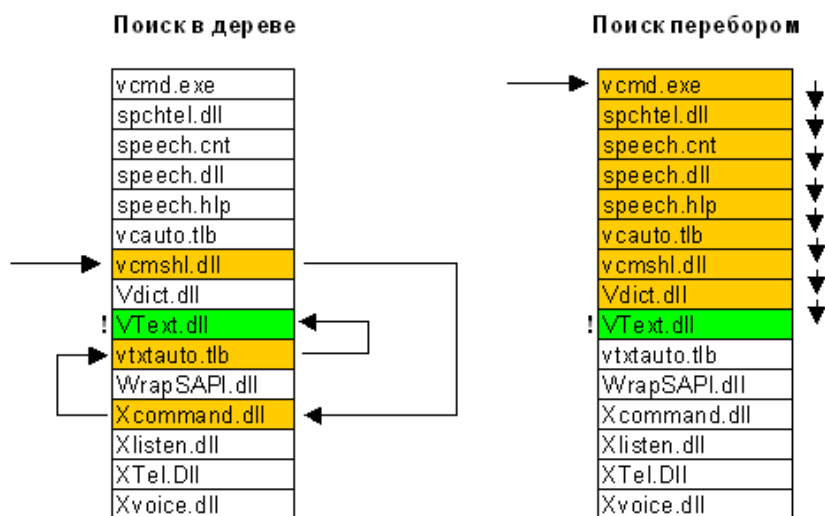 Поиск в дереве
vcmd.exe
spchtel.dll
speech.cnt
speech.dll
speech.hlp
vcauto.tlb
vcmshl.dll
Vdict.dll
! VText.dll
vtxtauto.tlb
WrapSAPI.dll
Xcommand.dll
Xlisten.dll
XTel.Dll
Xvoice.dll
Поиск перебором
vcmd.exe
spchtel.dll
speech.cnt
speech.dll
speech.hlp
vcauto.tlb
vcmshl.dll
Vdict.dll
! VText.dll
vtxtauto.tlb
WrapSAPI.dll
Xcommand.dll
Xlisten.dll
XTel.Dll
Xvoice.dll